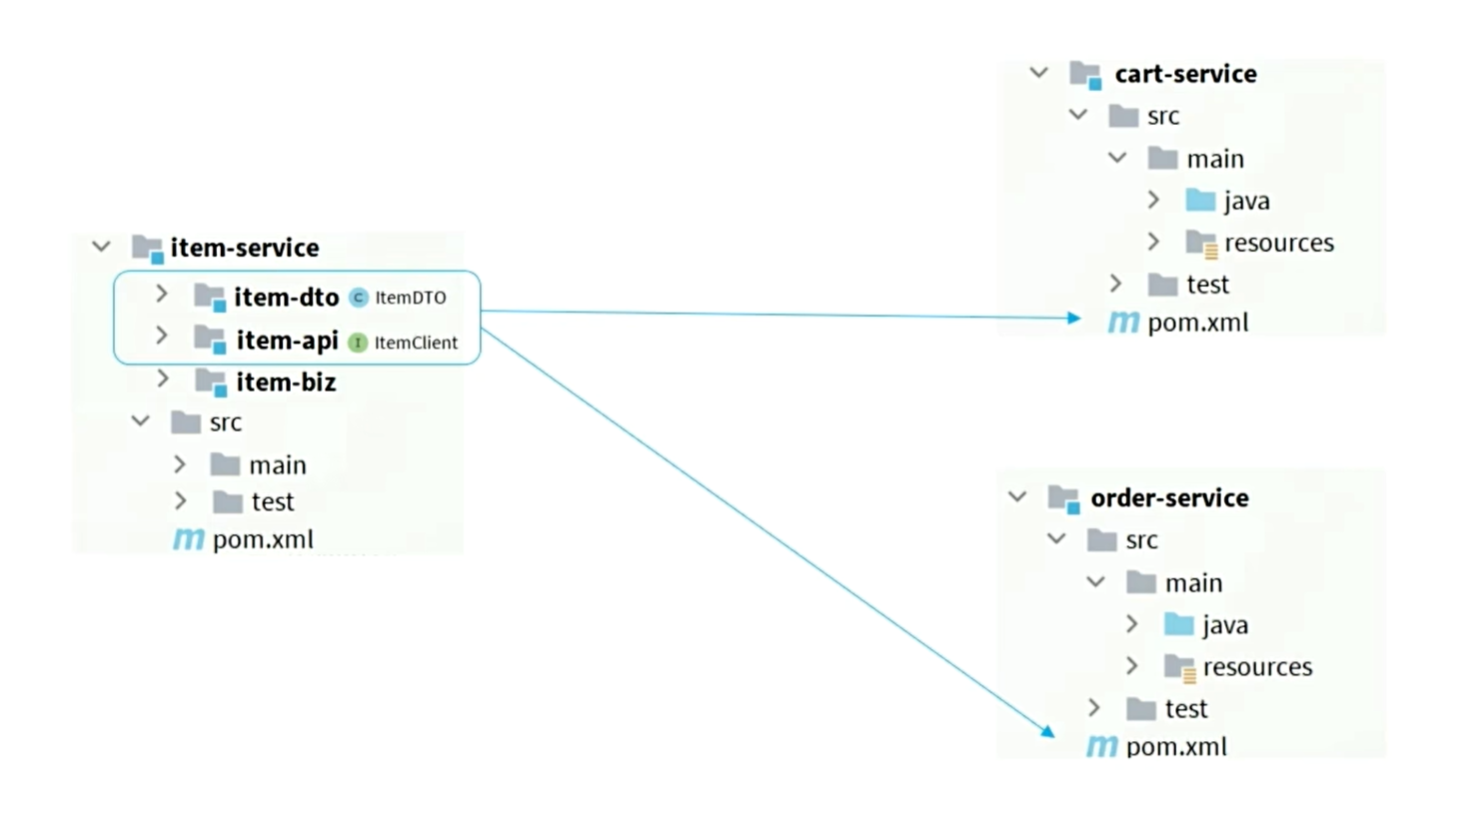 item-service
item-dto C ItemDTO
item-api I ItemClient
item-biz
src
main
test
m pom.xml
cart-service
src
main
java
resources
test
m pom.xml
order-service
src
main
java
resources
test
m pom.xml